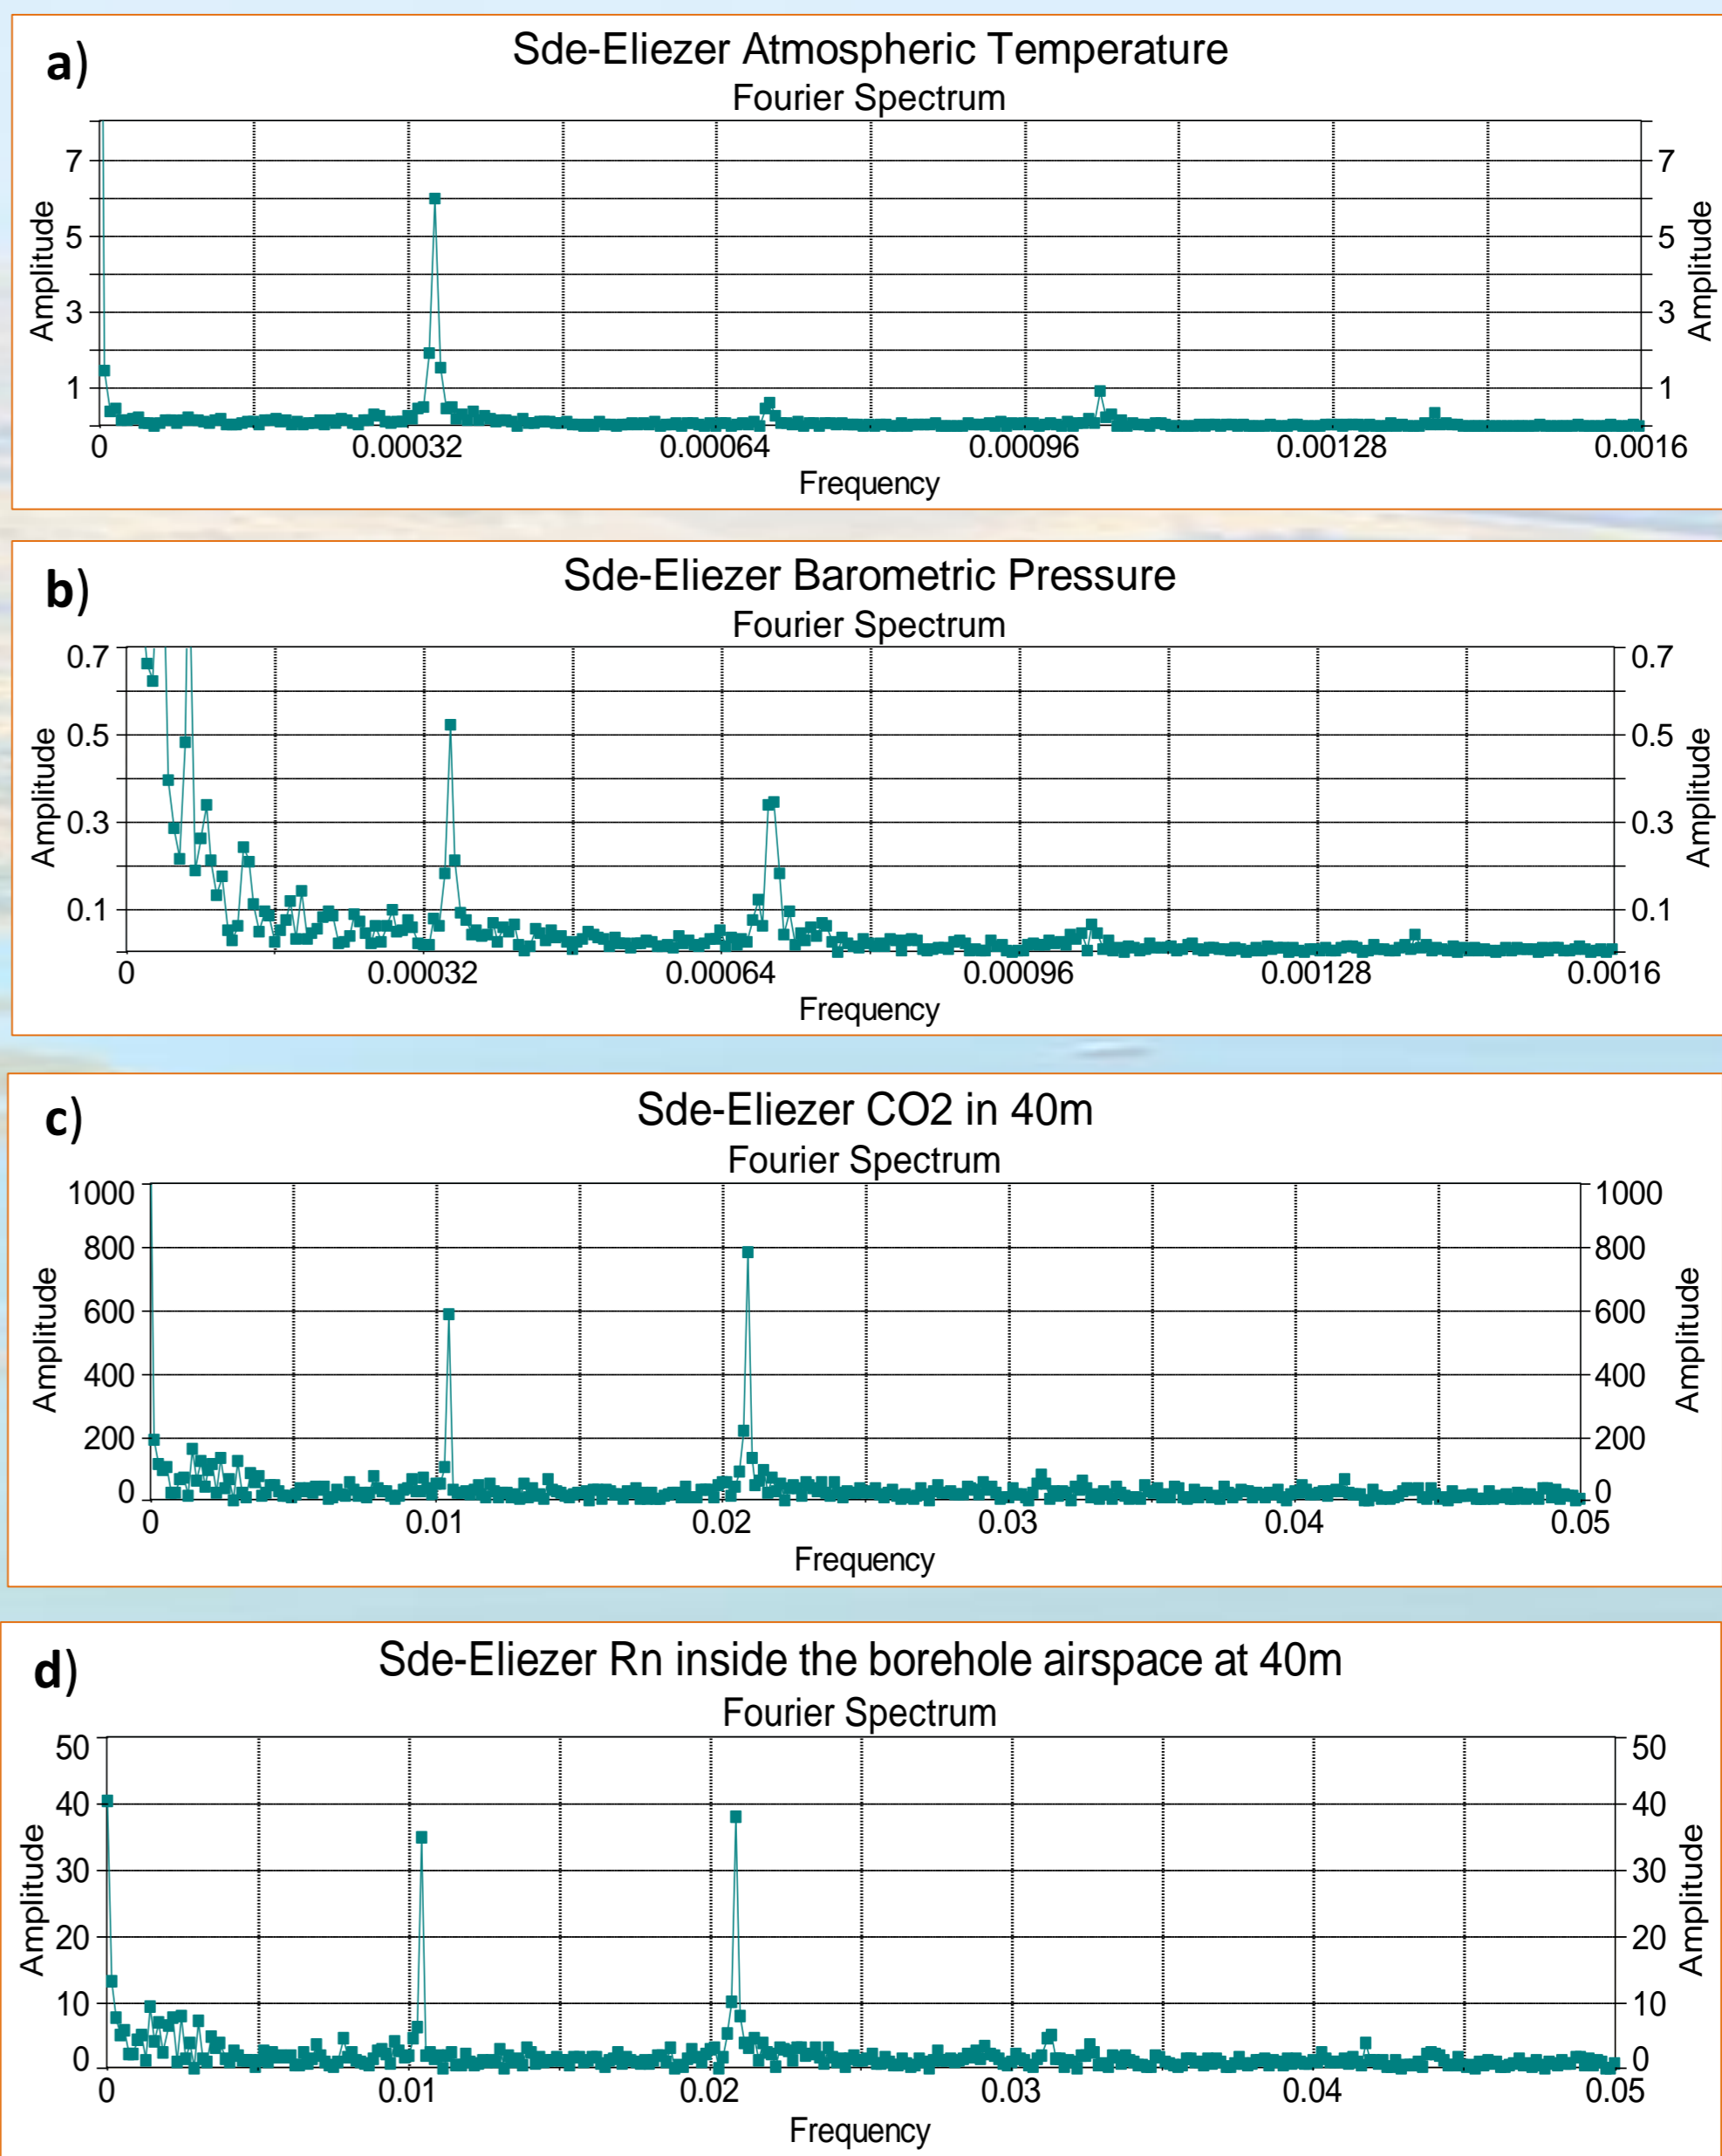 a)
Sde-Eliezer Atmospheric Temperature
Fourier Spectrum
Amplitude
7
5
3
1
7
5
3
1
Amplitude
0 0.00032 0.00064 0.00096 0.00128 0.0016
Frequency
b)
Sde-Eliezer Barometric Pressure
Fourier Spectrum
Amplitude
0.7
0.5
0.3
0.1
0.7
0.5
0.3
0.1
Amplitude
0 0.00032 0.00064 0.00096 0.00128 0.0016
Frequency
c)
Sde-Eliezer CO2 in 40m
Fourier Spectrum
Amplitude
1000
800
600
400
200
0
1000
800
600
400
200
0
Amplitude
0 0.01 0.02 0.03 0.04 0.05
Frequency
d)
Sde-Eliezer Rn inside the borehole airspace at 40m
Fourier Spectrum
Amplitude
50
40
30
20
10
0
50
40
30
20
10
0
Amplitude
0 0.01 0.02 0.03 0.04 0.05
Frequency